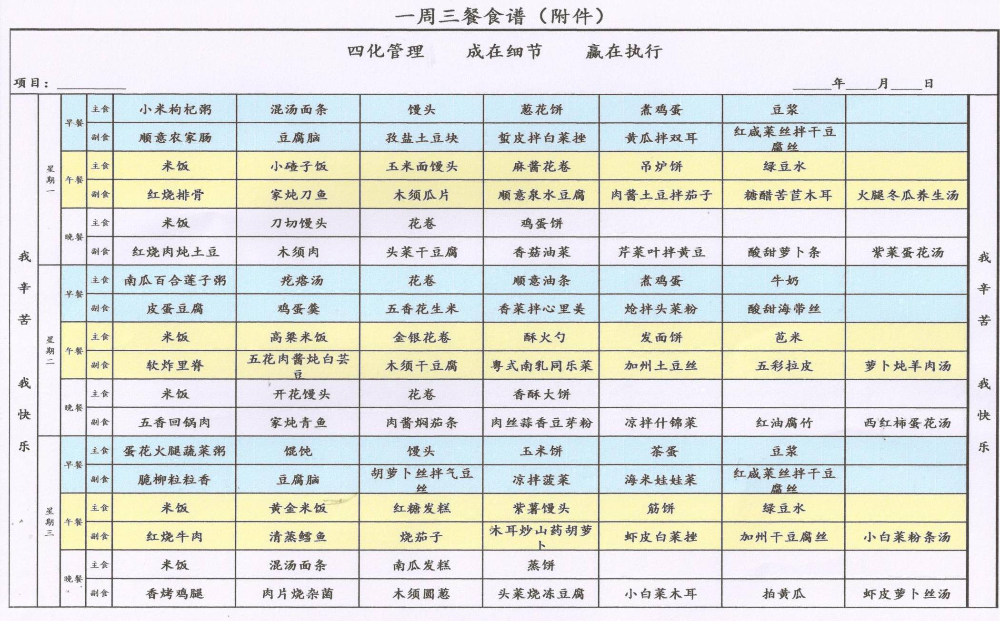 一周三餐食谱（附件）
四化管理 成在细节 赢在执行
项目：
年 月 日
我辛苦 我快乐
星期一
早餐
主食 小米枸杞粥 混汤面条 馒头 葱花饼 煮鸡蛋 豆浆
副食 顺意农家肠 豆腐脑 孜盐土豆块 蜇皮拌白菜挫 黄瓜拌双耳 红咸菜丝拌干豆腐丝
午餐
主食 米饭 小碴子饭 玉米面馒头 麻酱花卷 吊炉饼 绿豆水
副食 红烧排骨 家炖刀鱼 木须瓜片 顺意泉水豆腐 肉酱土豆拌茄子 糖醋苦苣木耳 火腿冬瓜养生汤
晚餐
主食 米饭 刀切馒头 花卷 鸡蛋饼
副食 红烧肉炖土豆 木须肉 头菜干豆腐 香菇油菜 芹菜叶拌黄豆 酸甜萝卜条 紫菜蛋花汤
星期二
早餐
主食 南瓜百合莲子粥 疙瘩汤 花卷 顺意油条 煮鸡蛋 牛奶
副食 皮蛋豆腐 鸡蛋羹 五香花生米 香菜拌心里美 炝拌头菜粉 酸甜海带丝
午餐
主食 米饭 高粱米饭 金银花卷 酥火勺 发面饼 苞米
副食 软炸里脊 五花肉酱炖白芸豆 木须干豆腐 粤式南乳同乐菜 加州土豆丝 五彩拉皮 萝卜炖羊肉汤
晚餐
主食 米饭 开花馒头 花卷 香酥大饼
副食 五香回锅肉 家炖青鱼 肉酱焖茄条 肉丝蒜香豆芽粉 凉拌什锦菜 红油腐竹 西红柿蛋花汤
星期三
早餐
主食 蛋花火腿蔬菜粥 馄饨 馒头 玉米饼 茶蛋 豆浆
副食 脆柳粒粒香 豆腐脑 胡萝卜丝拌气豆丝 凉拌菠菜 海米娃娃菜 红咸菜丝拌干豆腐丝
午餐
主食 米饭 黄金米饭 红糖发糕 紫薯馒头 筋饼 绿豆水
副食 红烧牛肉 清蒸鳕鱼 烧茄子 木耳炒山药胡萝卜 虾皮白菜挫 加州干豆腐丝 小白菜粉条汤
晚餐
主食 米饭 混汤面条 南瓜发糕 蒸饼
副食 香烤鸡腿 肉片烧杂菌 木须圆葱 头菜烧冻豆腐 小白菜木耳 拍黄瓜 虾皮萝卜丝汤
我辛苦 我快乐